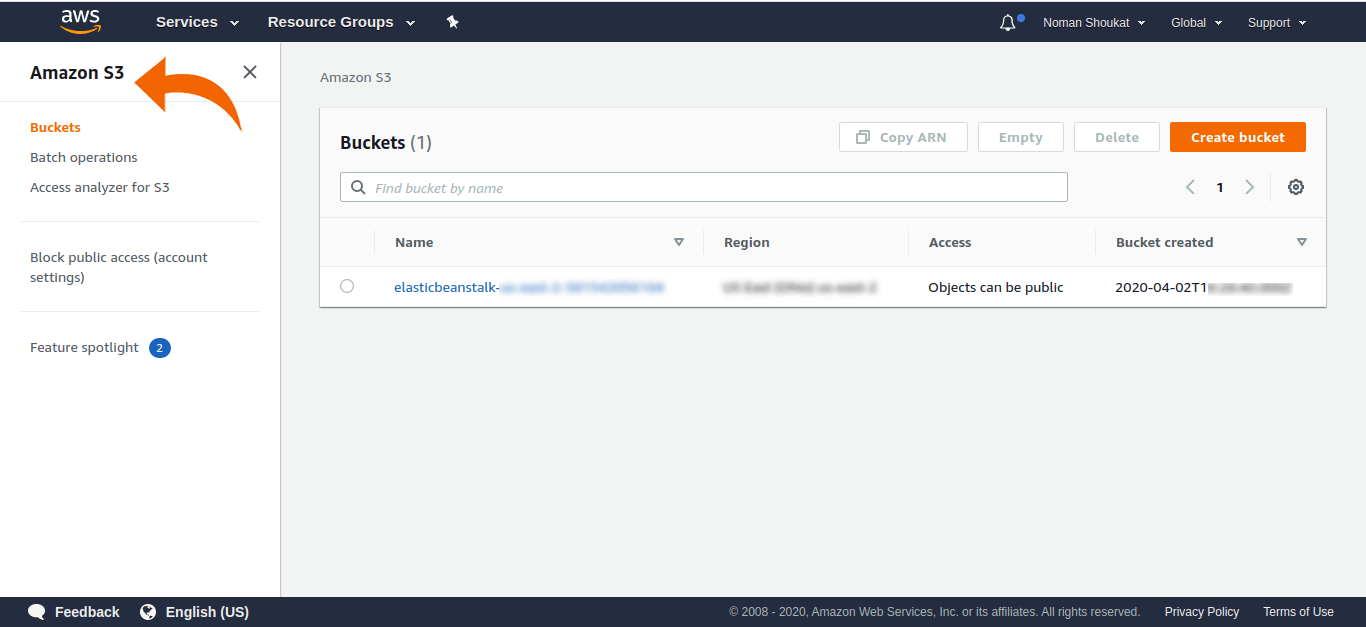 aws Services Resource Groups Noman Shoukat Global Support
Amazon S3
Buckets
Batch operations
Access analyzer for S3
Block public access (account
settings)
Feature spotlight 2
Amazon S3
Buckets (1) Copy ARN Empty Delete Create bucket
Find bucket by name 1
Name Region Access Bucket created
elasticbeanstalk- Objects can be public 2020-04-02T1
Feedback English (US) © 2008 - 2020, Amazon Web Services, Inc. or its affiliates. All rights reserved. Privacy Policy Terms of Use